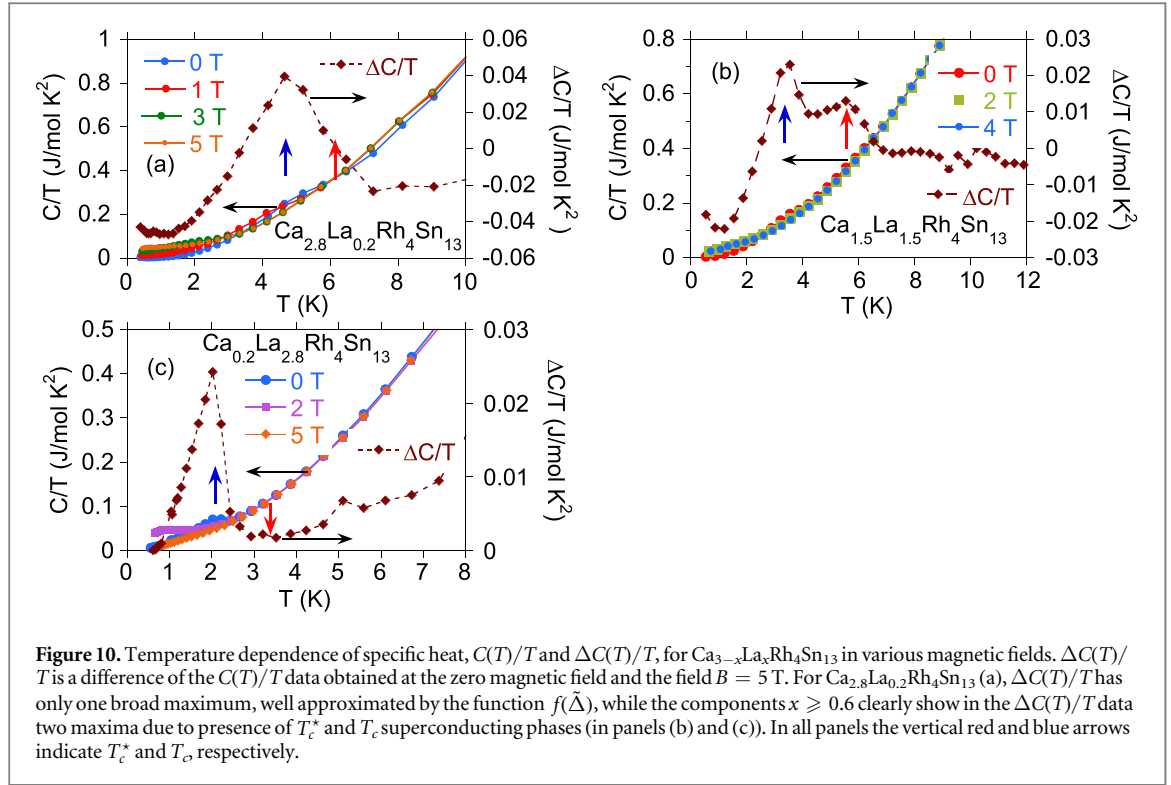 1
0.8
0.6
0.4
0.2
0
C/T (J/mol K²)
0 T
1 T
3 T
5 T
(a)
ΔC/T
Ca₂.₈La₀.₂Rh₄Sn₁₃
0.06
0.04
0.02
0
-0.02
-0.04
-0.06
ΔC/T (J/mol K²)
0 2 4 6 8 10
T (K)
0.8
0.6
0.4
0.2
0
C/T (J/mol K²)
(b)
0 T
2 T
4 T
ΔC/T
Ca₁.₅La₁.₅Rh₄Sn₁₃
0.03
0.02
0.01
0
-0.01
-0.02
-0.03
ΔC/T (J/mol K²)
0 2 4 6 8 10 12
T (K)
0.5
0.4
0.3
0.2
0.1
0
C/T (J/mol K²)
(c)
Ca₀.₂La₂.₈Rh₄Sn₁₃
0 T
2 T
5 T
ΔC/T
0.03
0.02
0.01
0
ΔC/T (J/mol K²)
0 1 2 3 4 5 6 7 8
T (K)
Figure 10. Temperature dependence of specific heat, C(T)/T and ΔC(T)/T, for Ca₃₋ₓLaₓRh₄Sn₁₃ in various magnetic fields. ΔC(T)/
T is a difference of the C(T)/T data obtained at the zero magnetic field and the field B = 5 T. For Ca₂.₈La₀.₂Rh₄Sn₁₃ (a), ΔC(T)/T has
only one broad maximum, well approximated by the function f(Δ̃), while the components x ⩾ 0.6 clearly show in the ΔC(T)/T data
two maxima due to presence of T_c^⋆ and T_c superconducting phases (in panels (b) and (c)). In all panels the vertical red and blue arrows
indicate T_c^⋆ and T_c, respectively.